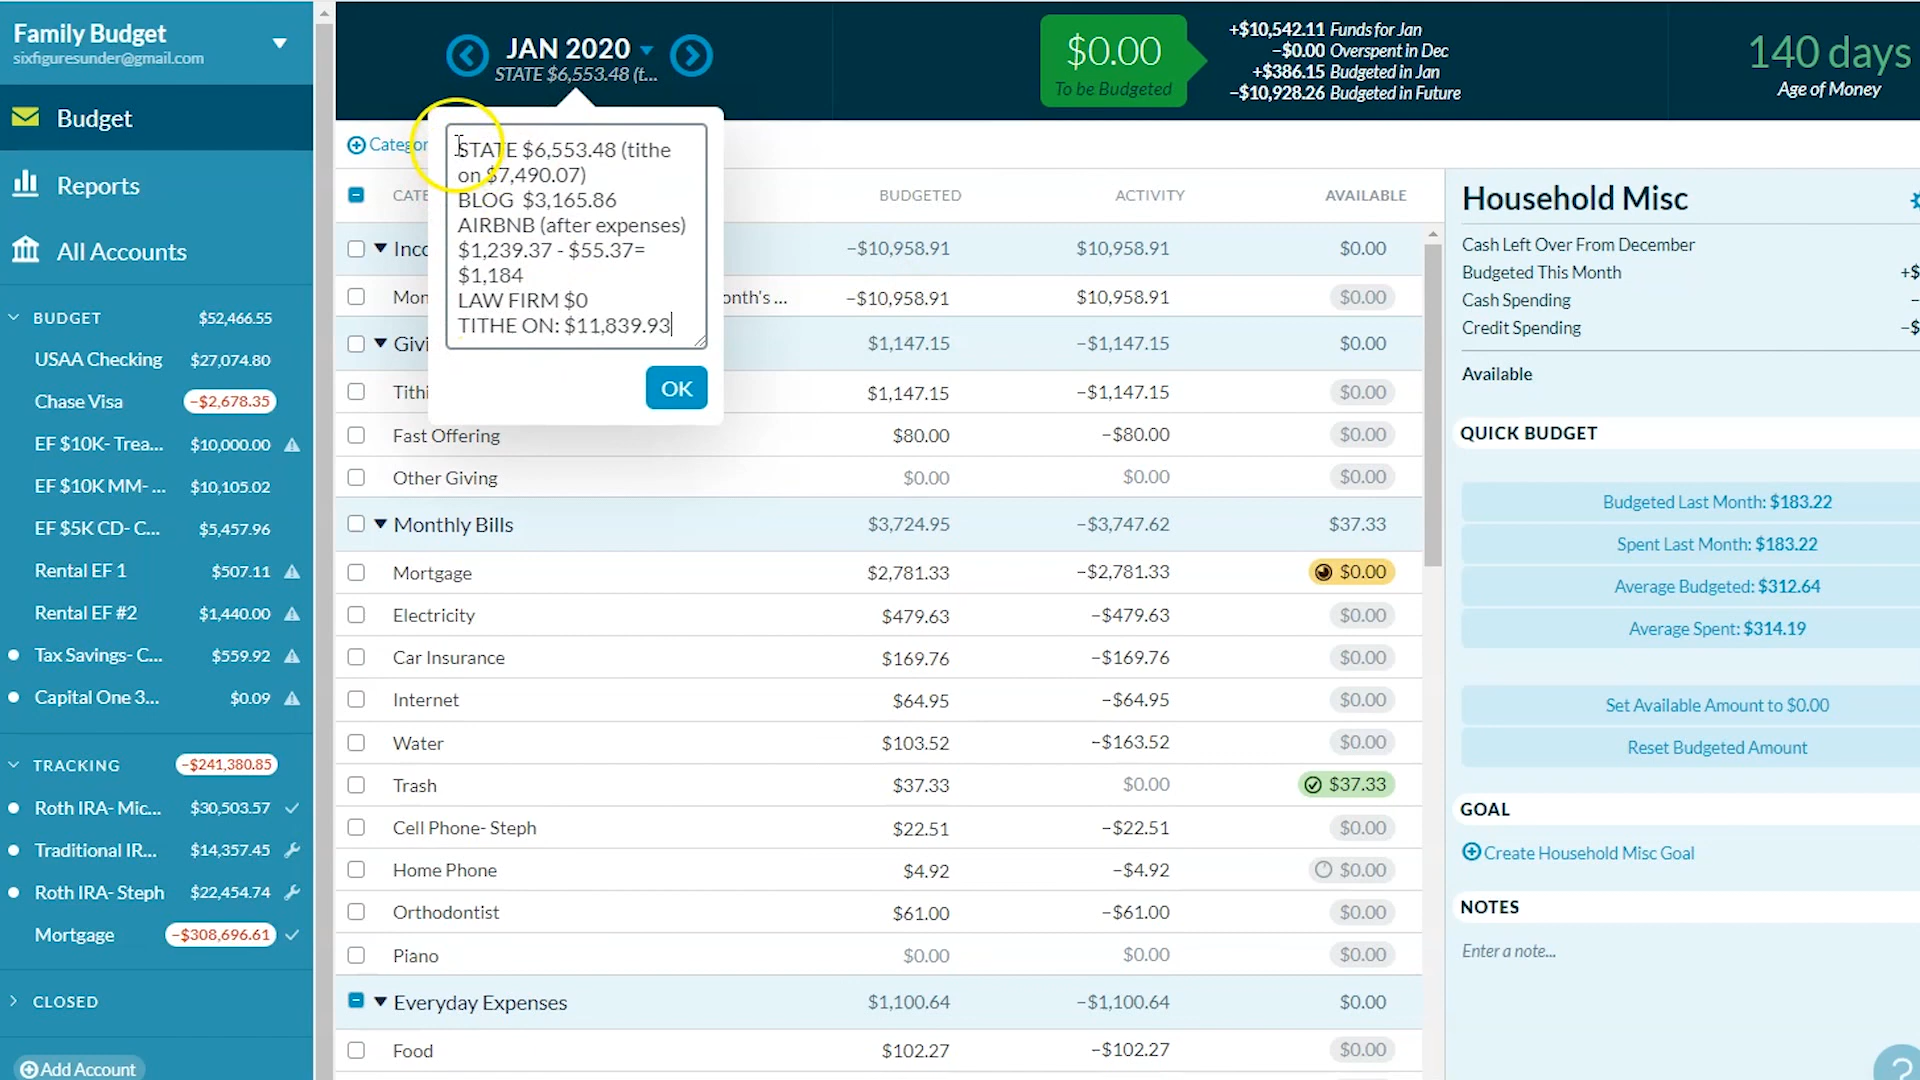 Family Budget
sixfiguresunder@gmail.com
Budget
Reports
All Accounts
BUDGET $52,466.55
USAA Checking $27,074.80
Chase Visa –$2,678.35
EF $10K- Trea... $10,000.00
EF $10K MM- ... $10,105.02
EF $5K CD- C... $5,457.96
Rental EF 1 $507.11
Rental EF #2 $1,440.00
Tax Savings- C... $559.92
Capital One 3... $0.09
TRACKING –$241,380.85
Roth IRA- Mic... $30,503.57
Traditional IR... $14,357.45
Roth IRA- Steph $22,454.74
Mortgage –$308,696.61
CLOSED
Add Account
JAN 2020
STATE $6,553.48 (t...
$0.00
To be Budgeted
+$10,542.11 Funds for Jan
–$0.00 Overspent in Dec
+$386.15 Budgeted in Jan
–$10,928.26 Budgeted in Future
140 days
Age of Money
Categor
STATE $6,553.48 (tithe
on $7,490.07)
BLOG $3,165.86
AIRBNB (after expenses)
$1,239.37 - $55.37=
$1,184
LAW FIRM $0
TITHE ON: $11,839.93
OK
CATE BUDGETED ACTIVITY AVAILABLE
Inco –$10,958.91 $10,958.91 $0.00
Mon onth's ... –$10,958.91 $10,958.91 $0.00
Givi $1,147.15 –$1,147.15 $0.00
Tithi $1,147.15 –$1,147.15 $0.00
Fast Offering $80.00 –$80.00 $0.00
Other Giving $0.00 $0.00 $0.00
Monthly Bills $3,724.95 –$3,747.62 $37.33
Mortgage $2,781.33 –$2,781.33 $0.00
Electricity $479.63 –$479.63 $0.00
Car Insurance $169.76 –$169.76 $0.00
Internet $64.95 –$64.95 $0.00
Water $103.52 –$163.52 $0.00
Trash $37.33 $0.00 $37.33
Cell Phone- Steph $22.51 –$22.51 $0.00
Home Phone $4.92 –$4.92 $0.00
Orthodontist $61.00 –$61.00 $0.00
Piano $0.00 $0.00 $0.00
Everyday Expenses $1,100.64 –$1,100.64 $0.00
Food $102.27 –$102.27 $0.00
Household Misc
Cash Left Over From December
Budgeted This Month +$
Cash Spending –
Credit Spending –$
Available
QUICK BUDGET
Budgeted Last Month: $183.22
Spent Last Month: $183.22
Average Budgeted: $312.64
Average Spent: $314.19
Set Available Amount to $0.00
Reset Budgeted Amount
GOAL
Create Household Misc Goal
NOTES
Enter a note...
?